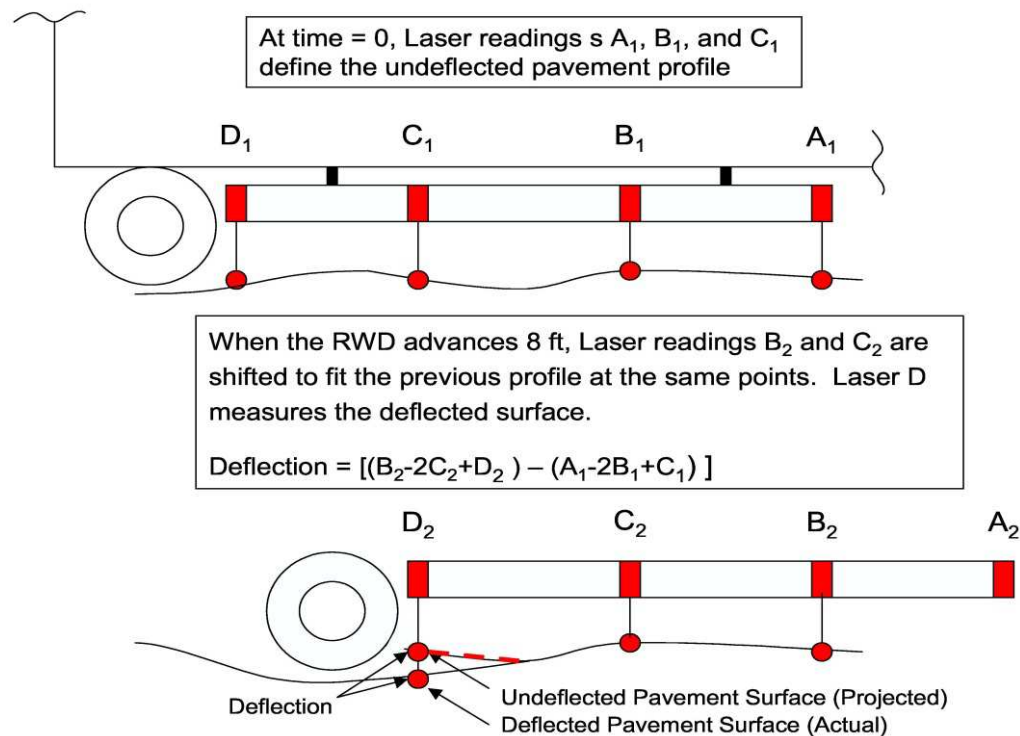 At time = 0, Laser readings s A₁, B₁, and C₁
define the undeflected pavement profile
D₁ C₁ B₁ A₁
When the RWD advances 8 ft, Laser readings B₂ and C₂ are
shifted to fit the previous profile at the same points. Laser D
measures the deflected surface.
Deflection = [(B₂-2C₂+D₂ ) – (A₁-2B₁+C₁) ]
D₂ C₂ B₂ A₂
Deflection
Undeflected Pavement Surface (Projected)
Deflected Pavement Surface (Actual)